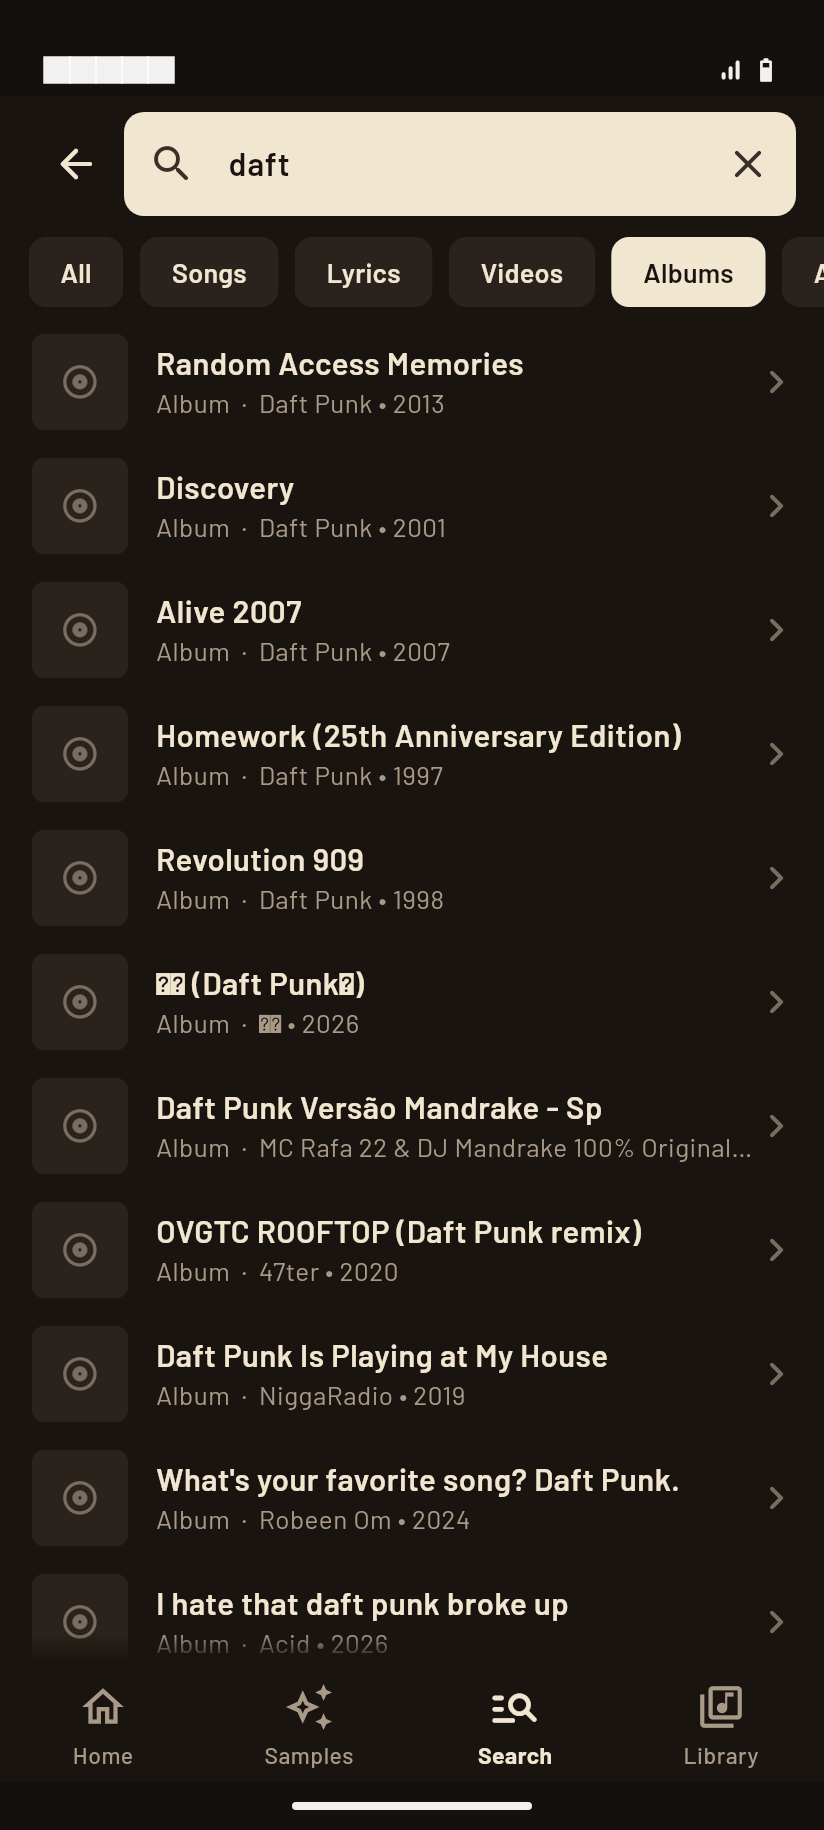 daft
All Songs Lyrics Videos Albums
Random Access Memories
Album · Daft Punk • 2013
Discovery
Album · Daft Punk • 2001
Alive 2007
Album · Daft Punk • 2007
Homework (25th Anniversary Edition)
Album · Daft Punk • 1997
Revolution 909
Album · Daft Punk • 1998
(Daft Punk)
Album · • 2026
Daft Punk Versão Mandrake - Sp
Album · MC Rafa 22 & DJ Mandrake 100% Original...
OVGTC ROOFTOP (Daft Punk remix)
Album · 47ter • 2020
Daft Punk Is Playing at My House
Album · NiggaRadio • 2019
What's your favorite song? Daft Punk.
Album · Robeen Om • 2024
I hate that daft punk broke up
Album · Acid • 2026
Home Samples Search Library